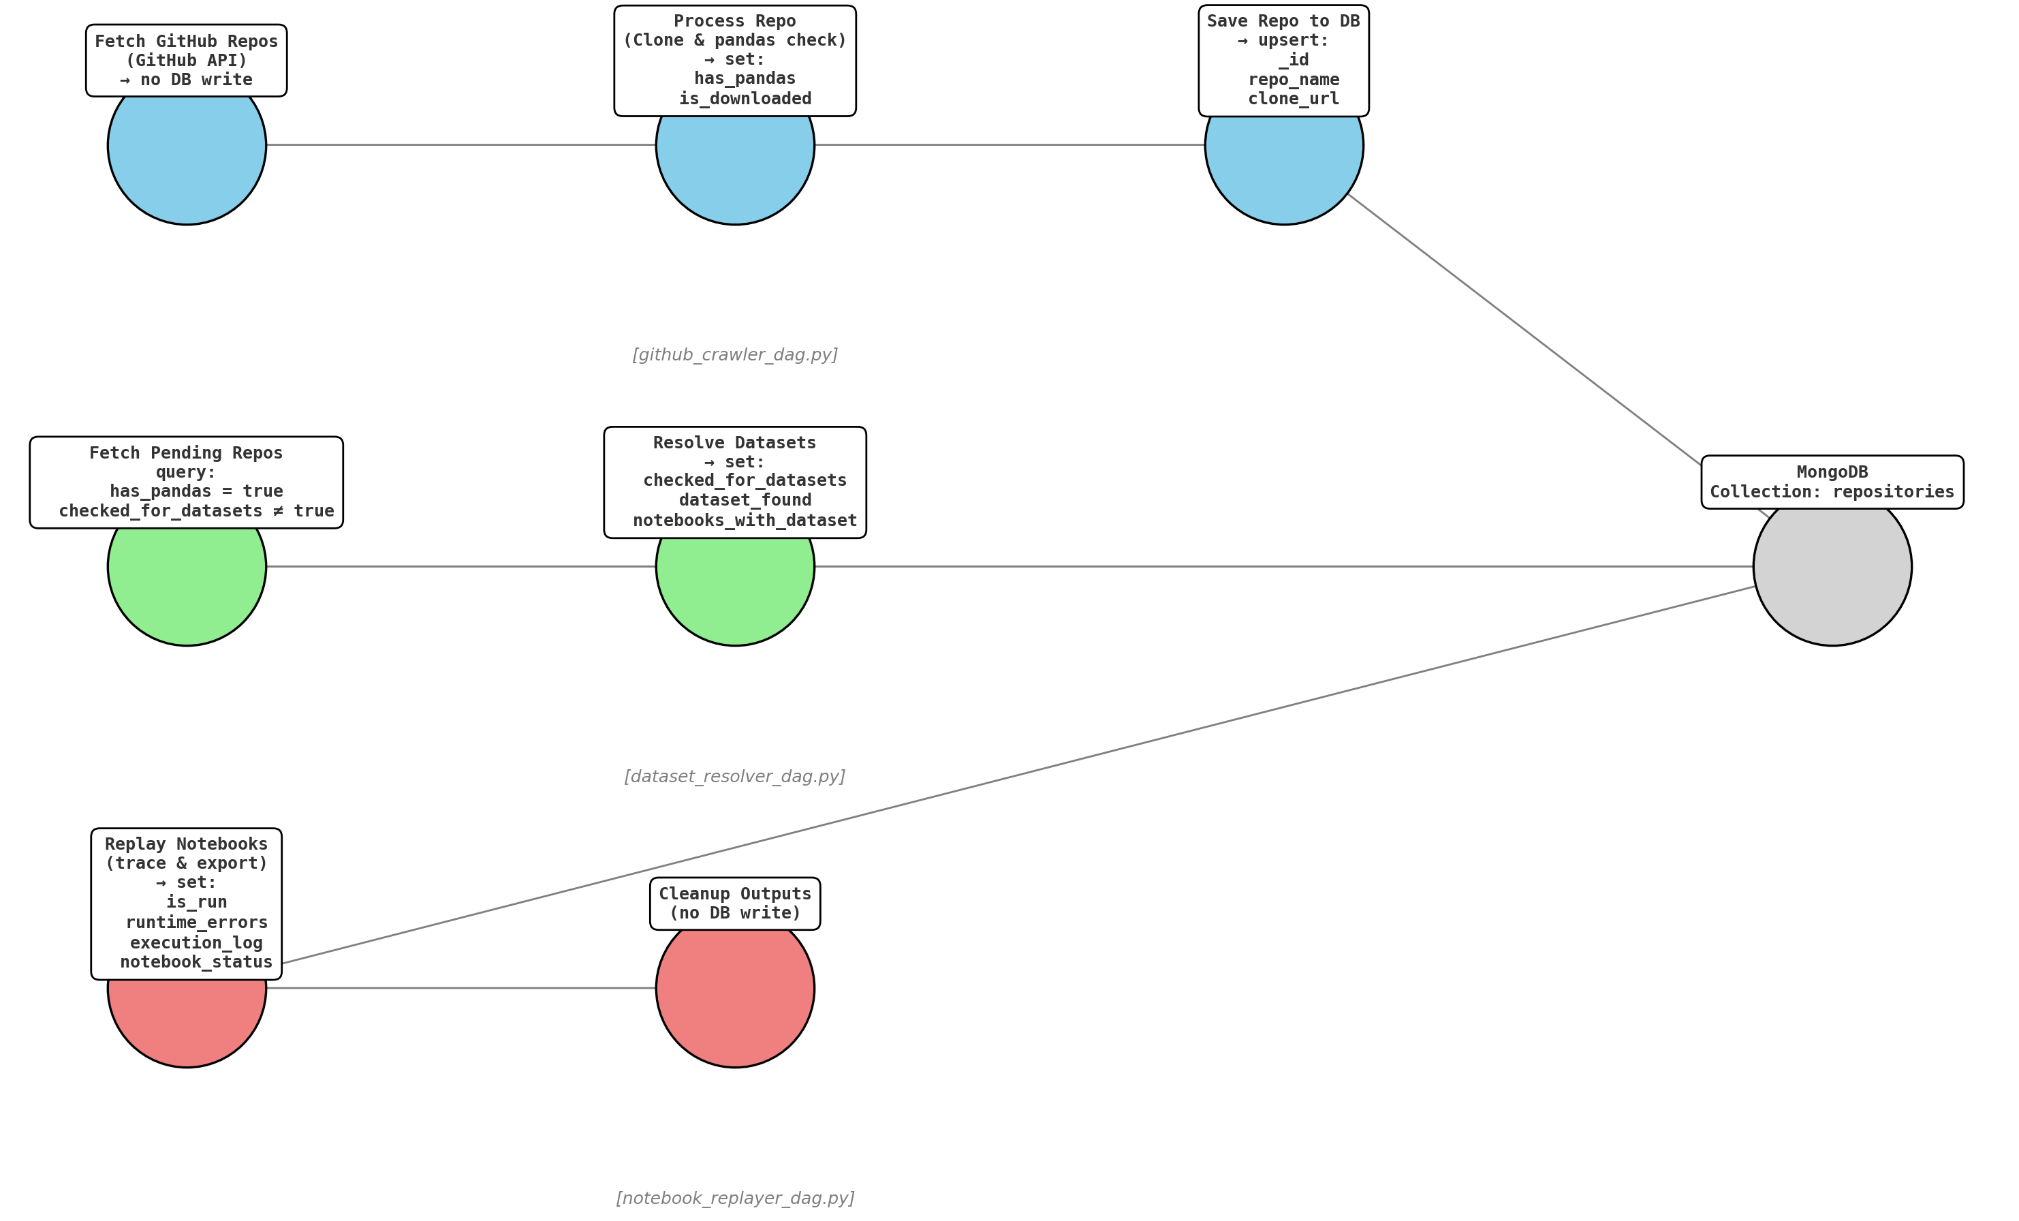 Fetch GitHub Repos
(GitHub API)
→ no DB write
Process Repo
(Clone & pandas check)
→ set:
has_pandas
is_downloaded
Save Repo to DB
→ upsert:
_id
repo_name
clone_url
[github_crawler_dag.py]
Fetch Pending Repos
query:
has_pandas = true
checked_for_datasets ≠ true
Resolve Datasets
→ set:
checked_for_datasets
dataset_found
notebooks_with_dataset
MongoDB
Collection: repositories
[dataset_resolver_dag.py]
Replay Notebooks
(trace & export)
→ set:
is_run
runtime_errors
execution_log
notebook_status
Cleanup Outputs
(no DB write)
[notebook_replayer_dag.py]